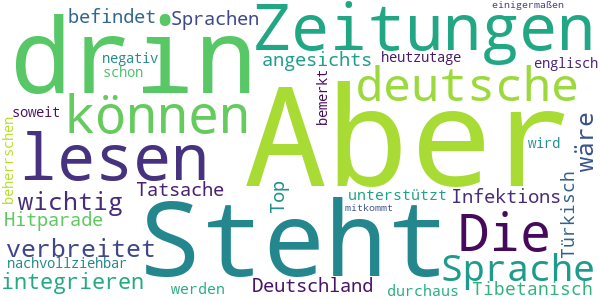 einigermaßen
befindet
Sprachen
Zeitungen
drin
negativ
schon
angesichts
heutzutage
englisch
deutsche
bemerkt
soweit
können
Aber
beherrschen
lesen
wird
wäre
wichtig
Tatsache
Top
unterstützt
Infektions
Türkisch
mitkommt
Steht
Die
Hitparade
verbreitet
Sprache
nachvollziehbar
integrieren
werden
Deutschland
durchaus
Tibetanisch